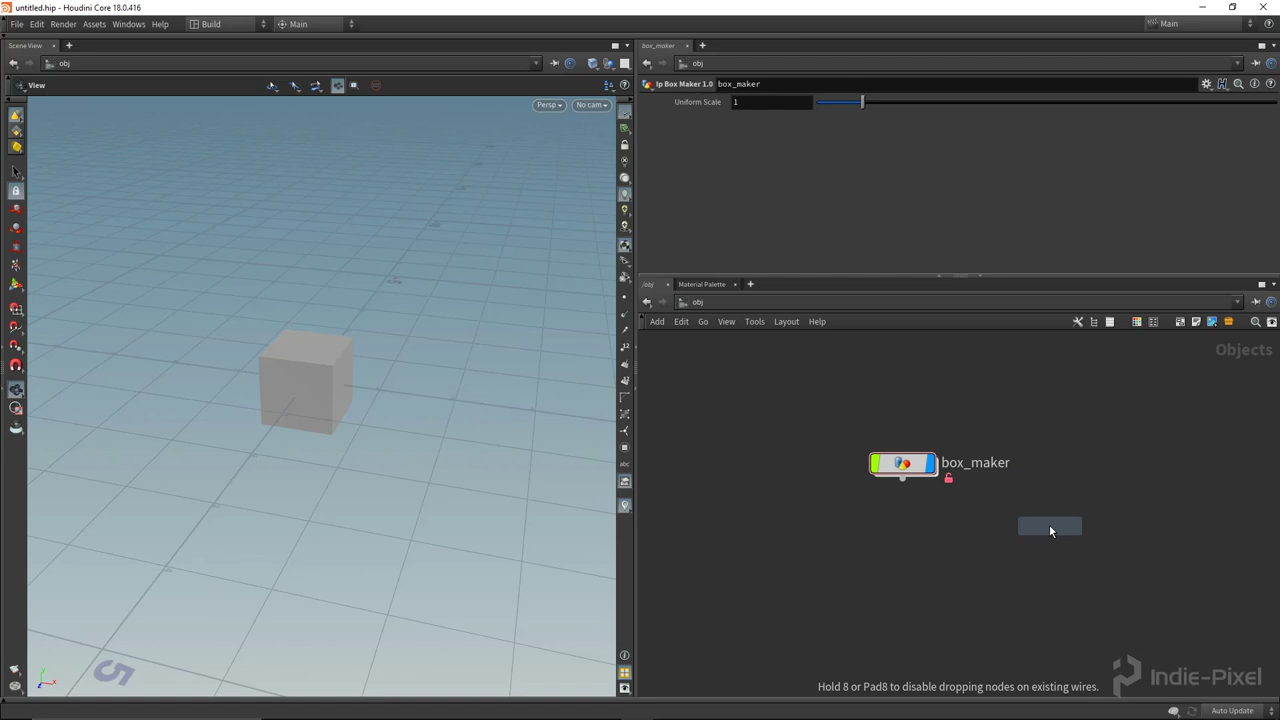 untitled.hip - Houdini Core 18.0.416
File Edit Render Assets Windows Help Build Main Main
Scene View
obj
View
Persp No cam
5
box_maker
obj
Ip Box Maker 1.0 box_maker
Uniform Scale 1
/obj Material Palette
obj
Add Edit Go View Tools Layout Help
Objects
box_maker
Indie-Pixel
Hold 8 or Pad8 to disable dropping nodes on existing wires.
abc
Auto Update